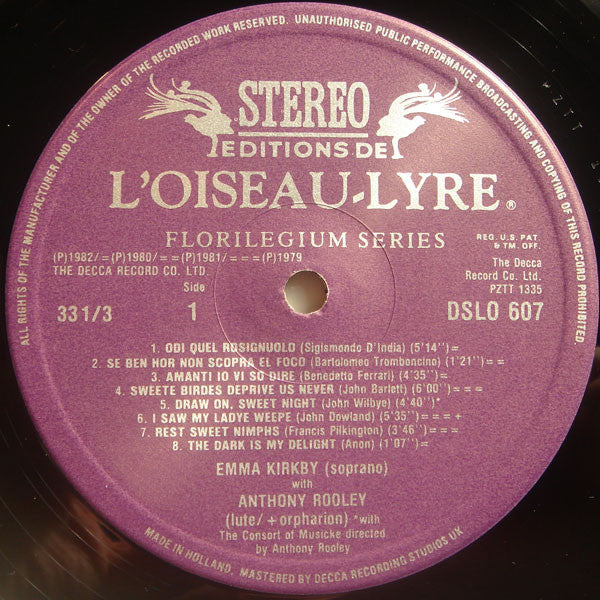 ALL RIGHTS OF THE MANUFACTURER AND OF THE OWNER OF THE RECORDED WORK RESERVED. UNAUTHORISED PUBLIC PERFORMANCE BROADCASTING AND COPYING OF THIS RECORD PROHIBITED.
STEREO
EDITIONS DE
L'OISEAU-LYRE ®
FLORILEGIUM SERIES
REG. U.S. PAT.
& TM. OFF.
(P)1982/=(P)1980/==(P)1981/===(P)1979
THE DECCA RECORD CO. LTD.
The Decca
Record Co. Ltd.
PZTT 1335
Side
331/3
1
DSLO 607
1. ODI QUEL ROSIGNUOLO (Sigismondo D'India) (5'14'')=
2. SE BEN HOR NON SCOPRA EL FOCO (Bartolomeo Tromboncino) (1'21'')==
3. AMANTI IO VI SO DIRE (Benedetto Ferrari) (4'35'')=
4. SWEETE BIRDES DEPRIVE US NEVER (John Bartlett) (6'00'')===
5. DRAW ON, SWEET NIGHT (John Wilbye) (4'40'')*
6. I SAW MY LADYE WEEPE (John Dowland) (5'35'')===+
7. REST SWEET NIMPHS (Francis Pilkington) (3'46'')===
8. THE DARK IS MY DELIGHT (Anon) (1'07'')=
EMMA KIRKBY (soprano)
with
ANTHONY ROOLEY
(lute/+orpharion) *with
The Consort of Musicke directed
by Anthony Rooley
MADE IN HOLLAND. MASTERED BY DECCA RECORDING STUDIOS UK
PZTT